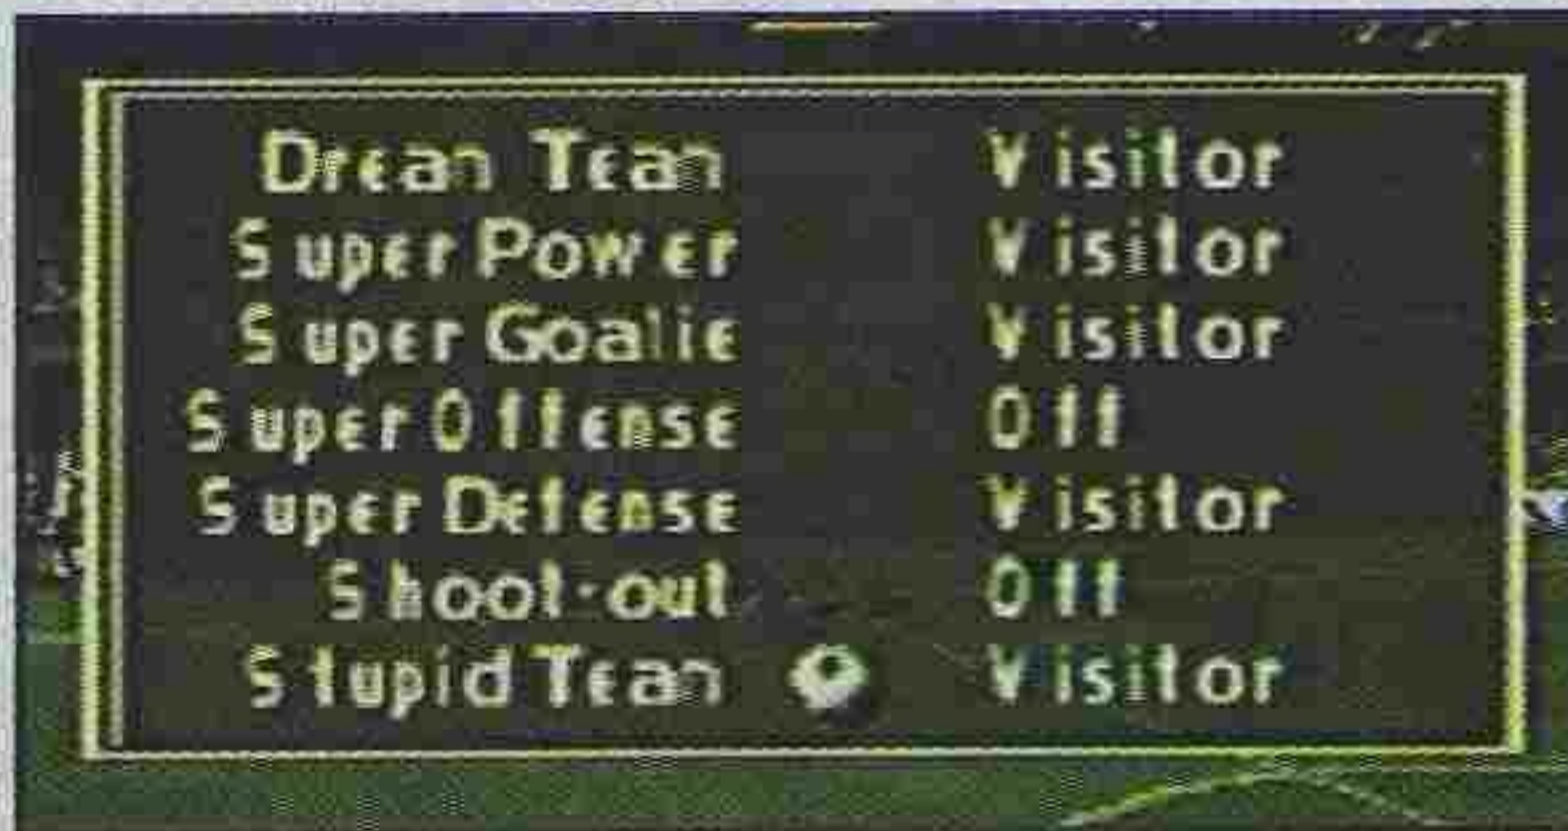 Dream Team Visitor
Super Power Visitor
Super Goalie Visitor
Super Offense Off
Super Defense Visitor
Shoot-out Off
Stupid Team Visitor